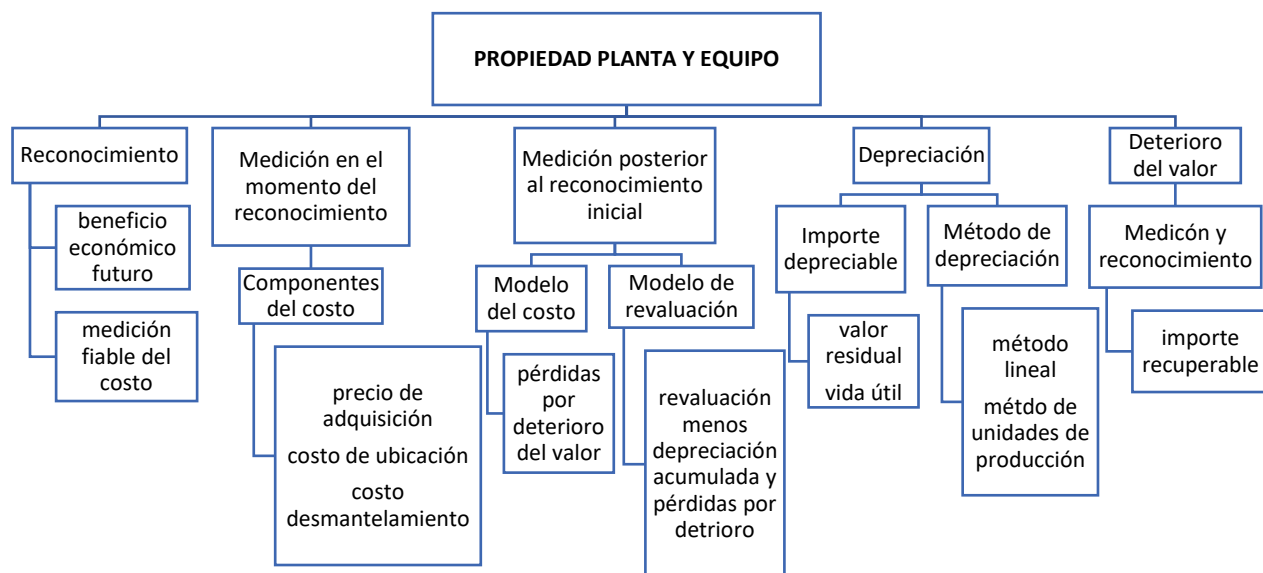 PROPIEDAD PLANTA Y EQUIPO
Reconocimiento
beneficio
económico
futuro
medición
fiable del
costo
Medición en el
momento del
reconocimiento
Componentes
del costo
precio de
adquisición
costo de ubicación
costo
desmantelamiento
Medición posterior
al reconocimiento
inicial
Modelo
del costo
pérdidas
por
deterioro
del valor
Modelo de
revaluación
revaluación
menos
depreciación
acumulada y
pérdidas por
detrioro
Depreciación
Importe
depreciable
valor
residual
vida útil
Método de
depreciación
método
lineal
métdo de
unidades de
producción
Deterioro
del valor
Medicón y
reconocimiento
importe
recuperable